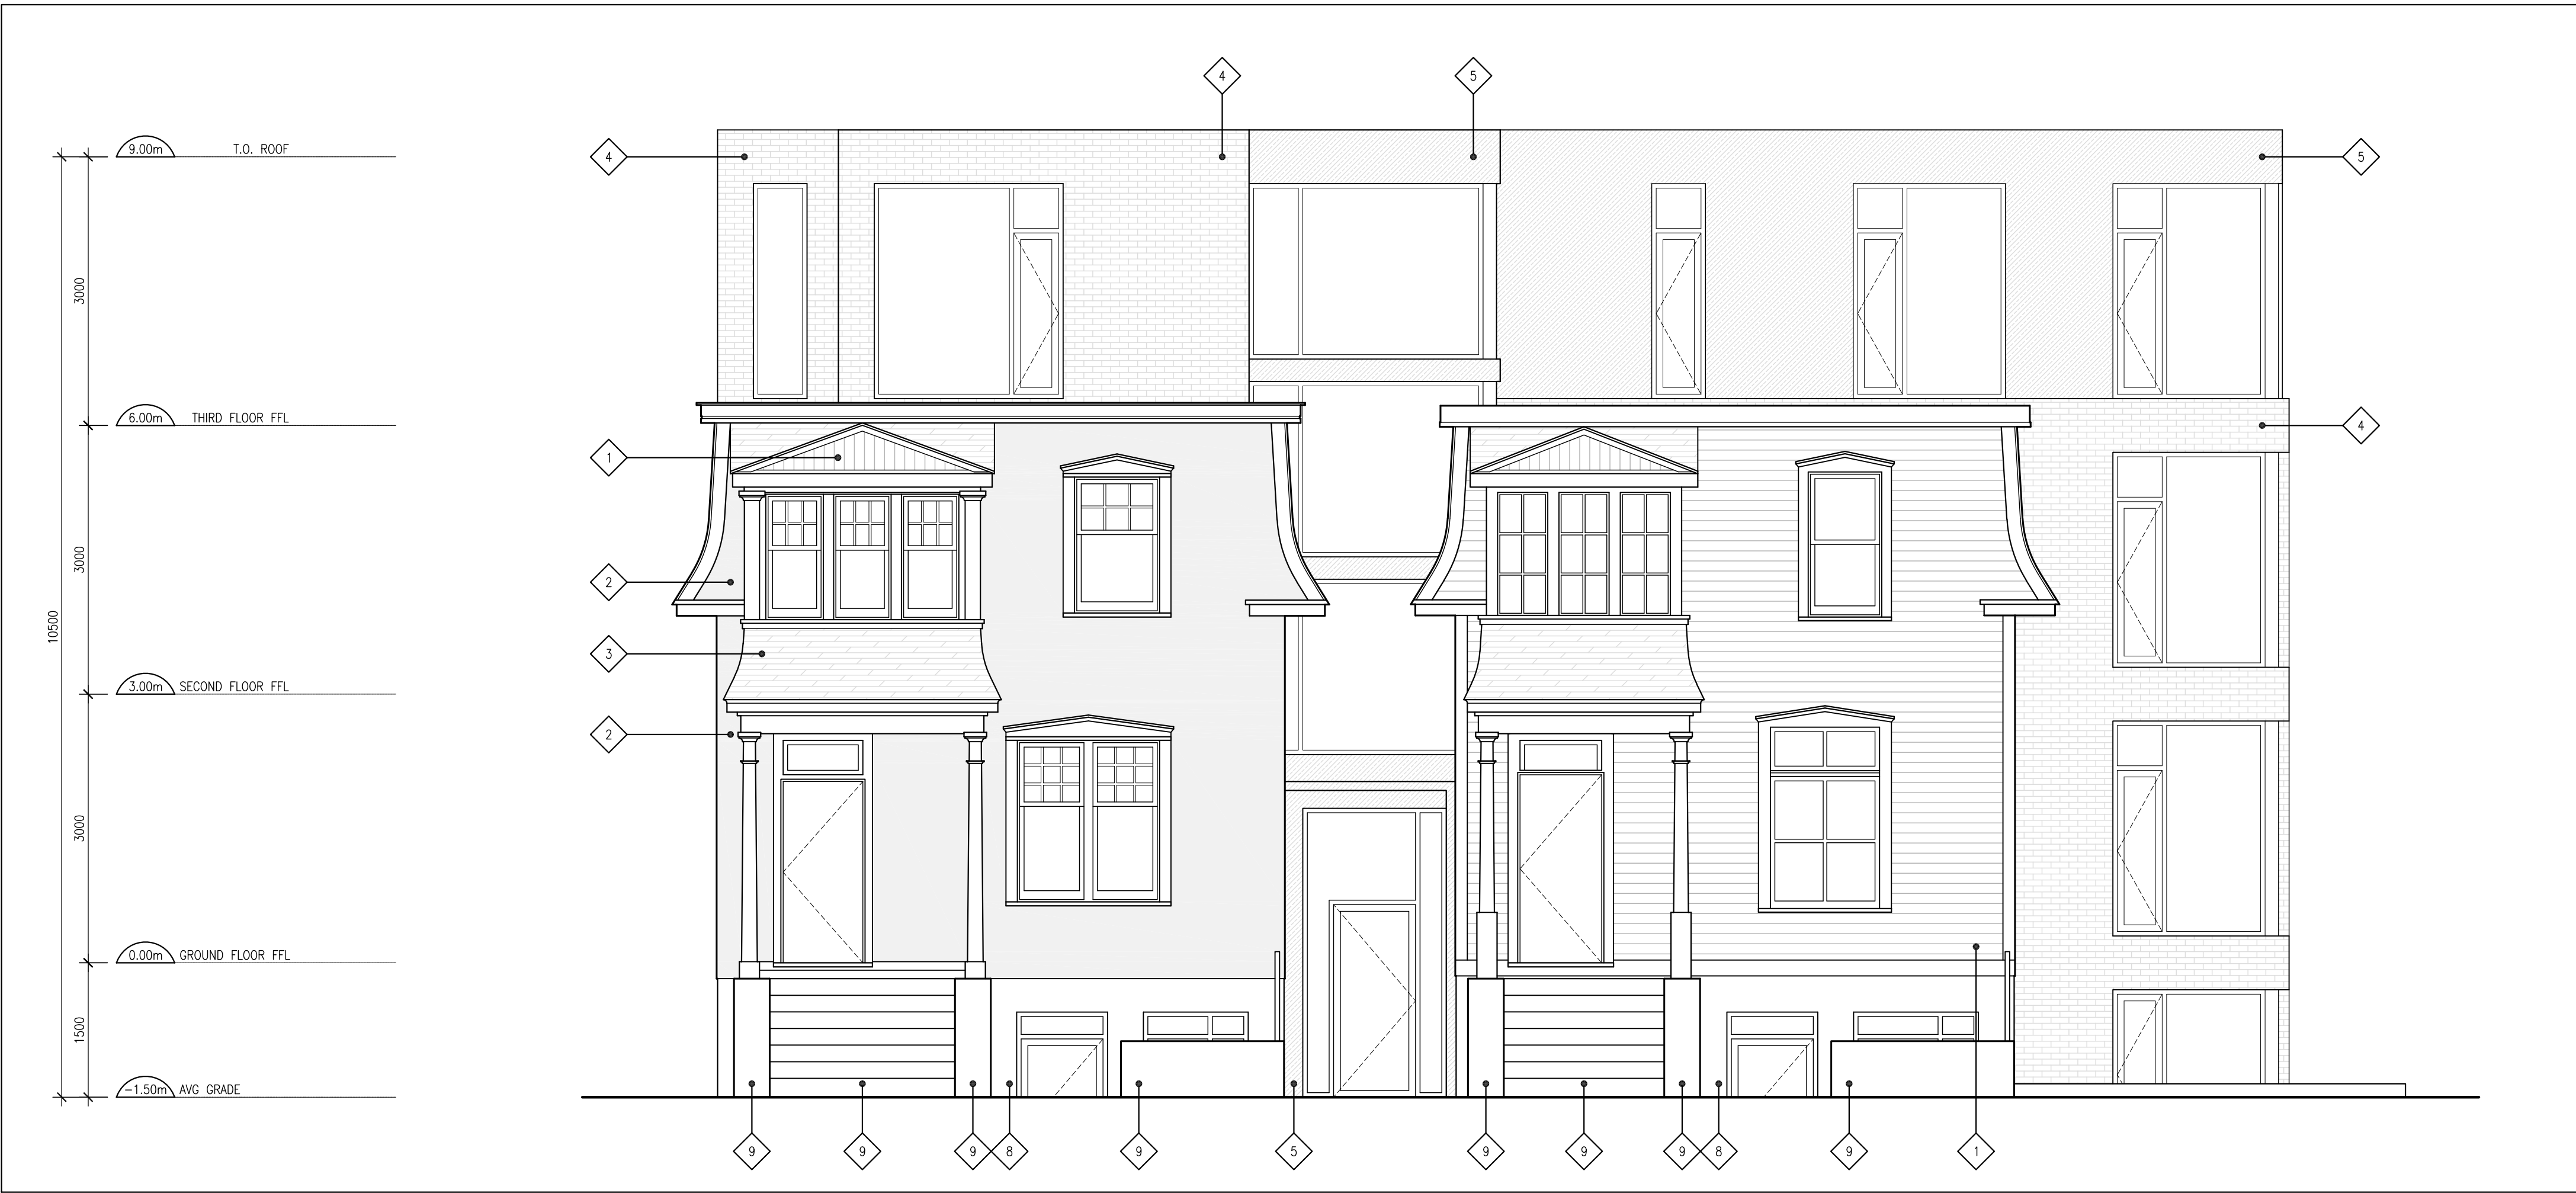 4
5
9.00m T.O. ROOF
4
5
3000
6.00m THIRD FLOOR FFL
4
1
3000
2
10500
3
3.00m SECOND FLOOR FFL
2
3000
0.00m GROUND FLOOR FFL
1500
-1.50m AVG GRADE
9 9 9 8 9 5 9 9 9 8 9 1